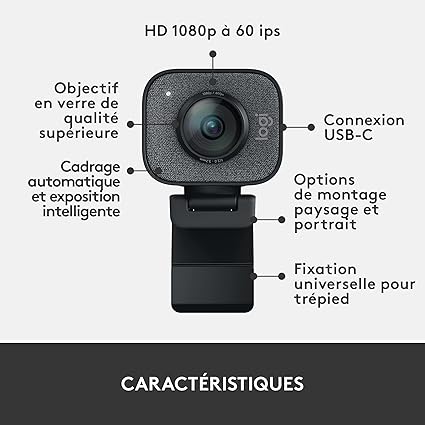 HD 1080p à 60 ips
Objectif
en verre de
qualité
supérieure
Connexion
USB-C
logi
Cadrage
automatique
et exposition
intelligente
Options
de montage
paysage et
portrait
Fixation
universelle pour
trépied
CARACTÉRISTIQUES